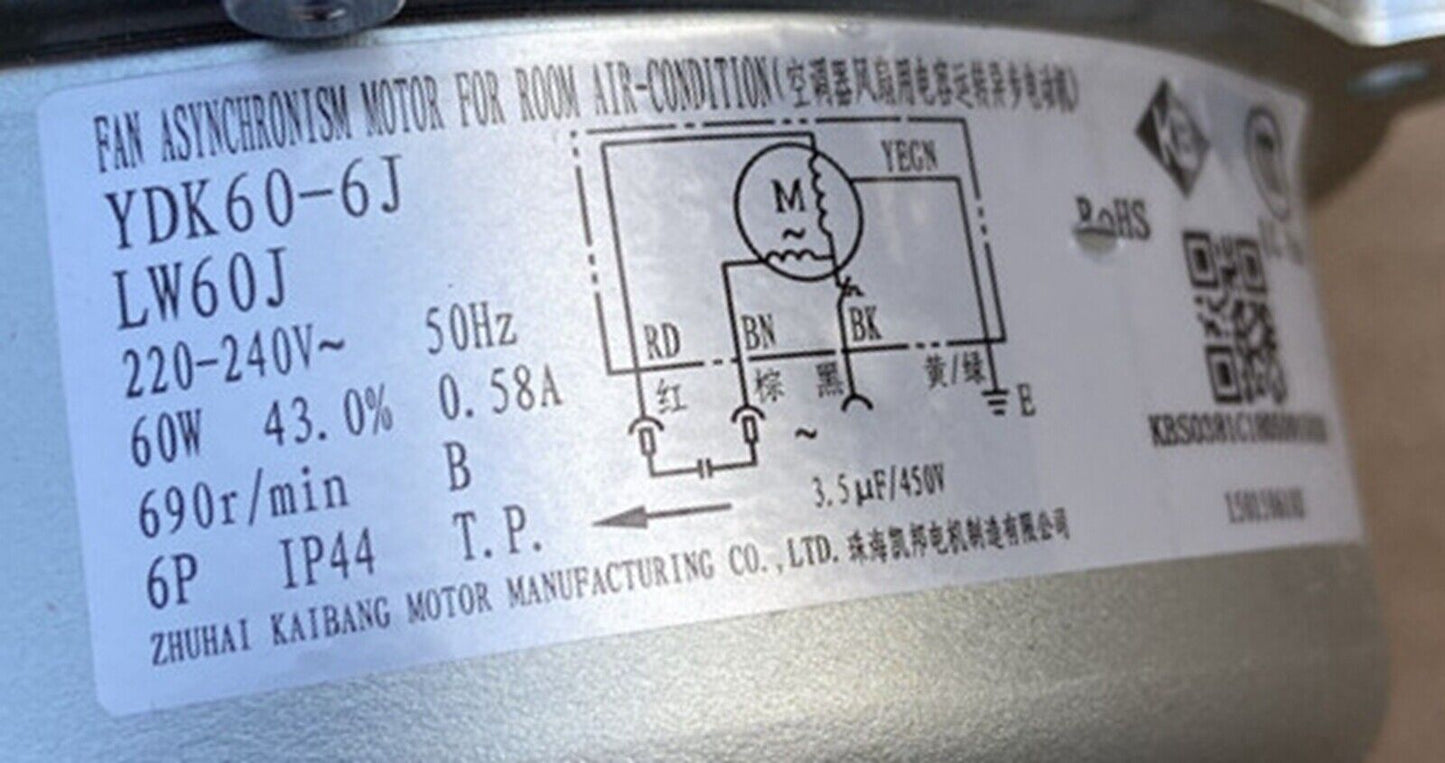 FAN ASYNCHRONISM MOTOR FOR ROOM AIR-CONDITION(空调器风扇用电容运转异步电动机)
YDK60-6J
LW60J
220-240V~ 50Hz
60W 43.0% 0.58A
690r/min B
6P IP44 T.P.
M
~
YEGN
RD BN BK
红 棕 黑 黄/绿
E
~
3.5μF/450V
RoHS
ZHUHAI KAIBANG MOTOR MANUFACTURING CO.,LTD. 珠海凯邦电机制造有限公司